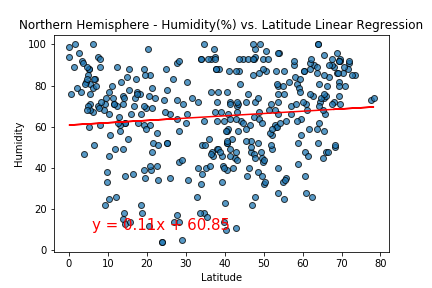 Northern Hemisphere - Humidity(%) vs. Latitude Linear Regression
100
80
60
40
20
0
Humidity
y = 0.11x + 60.85
0 10 20 30 40 50 60 70 80
Latitude